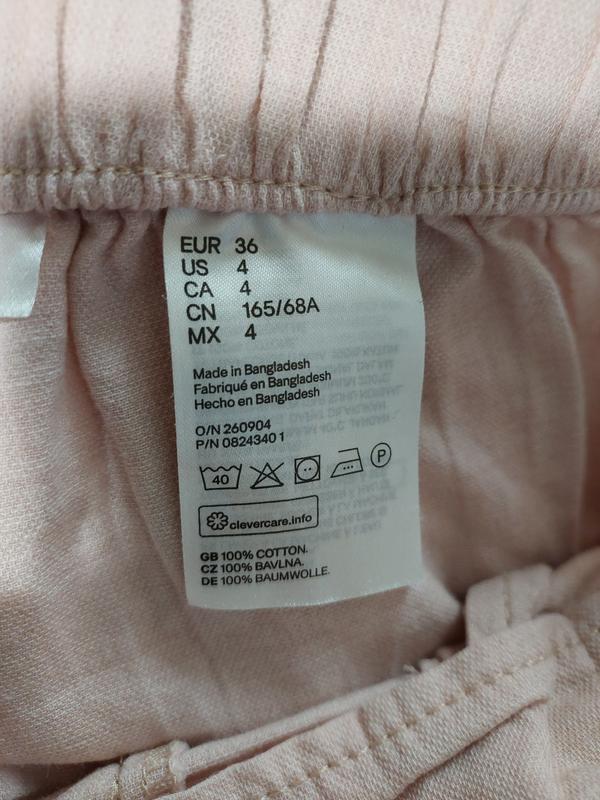 EUR 36
US 4
CA 4
CN 165/68A
MX 4
Made in Bangladesh
Fabriqué en Bangladesh
Hecho en Bangladesh
O/N 260904
P/N 08243401
40 P
clevercare.info
GB 100% COTTON.
CZ 100% BAVLNA.
DE 100% BAUMWOLLE.